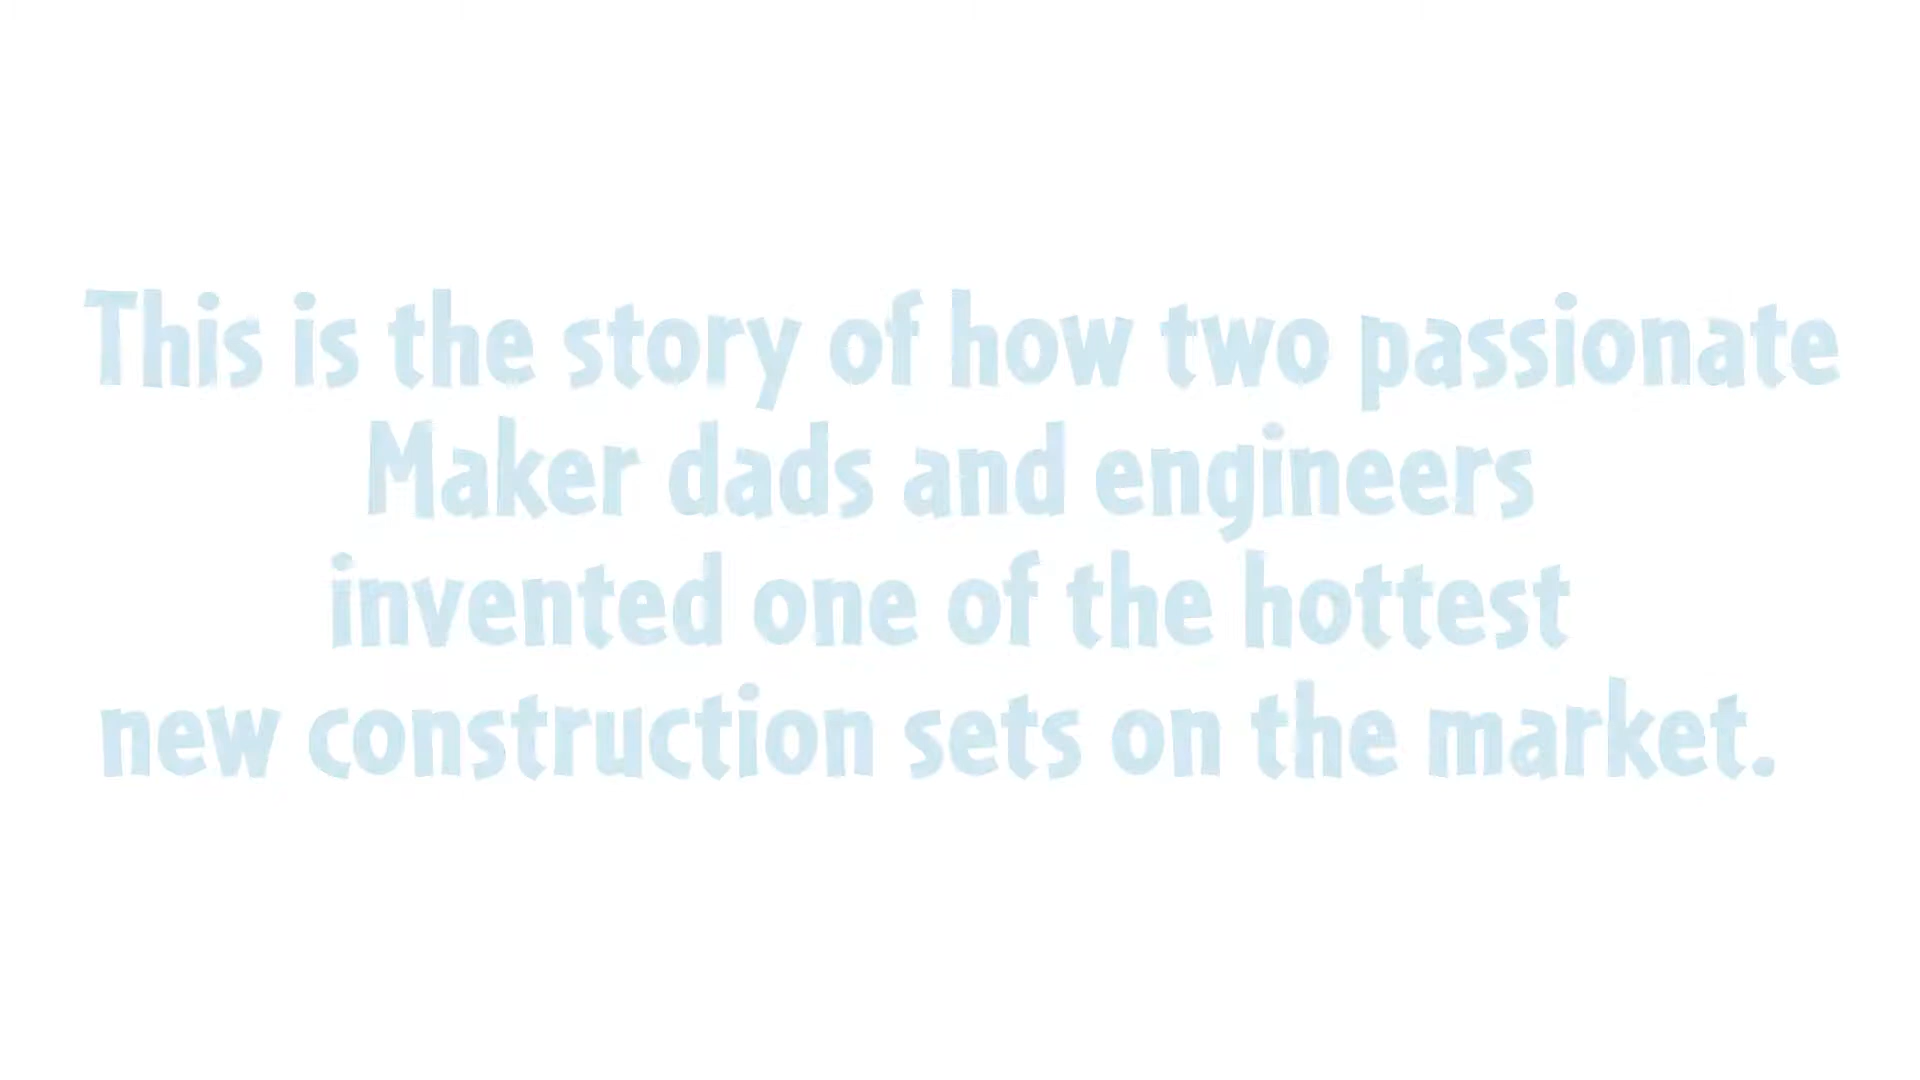 This is the story of how two passionate
Maker dads and engineers
invented one of the hottest
new construction sets on the market.